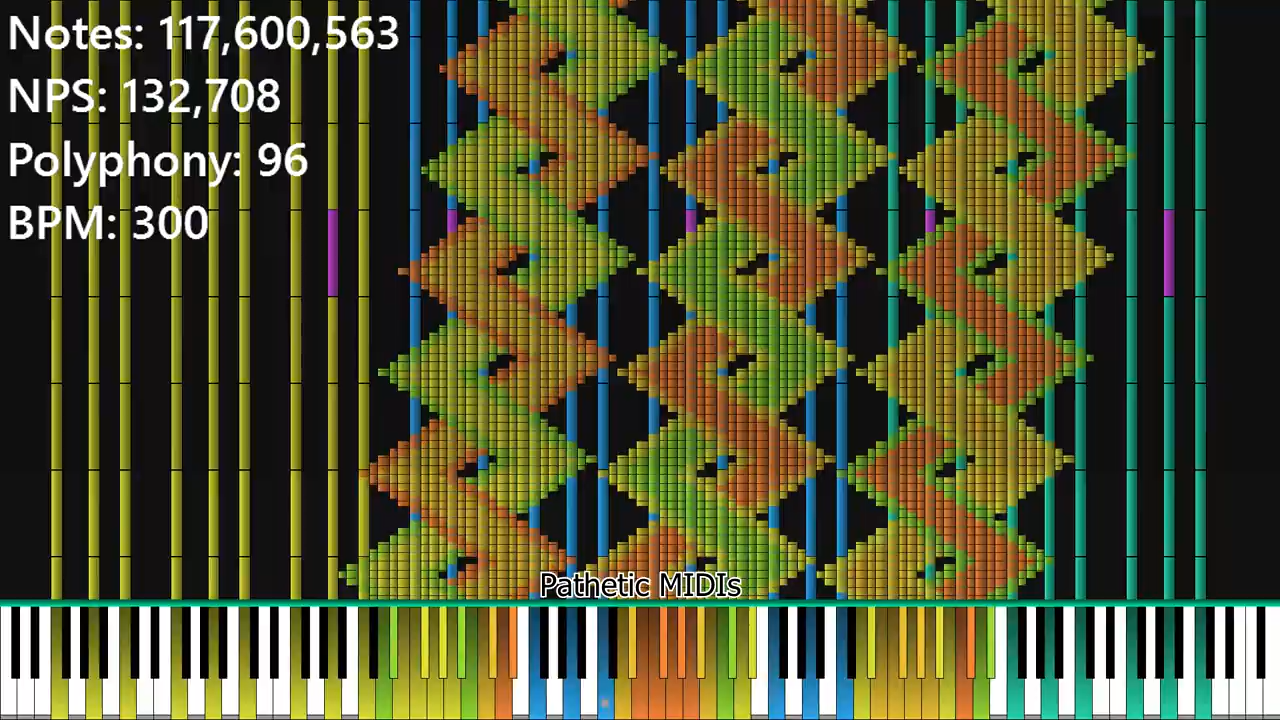 Notes: 117,600,563
NPS: 132,708
Polyphony: 96
BPM: 300
Pathetic MIDIs